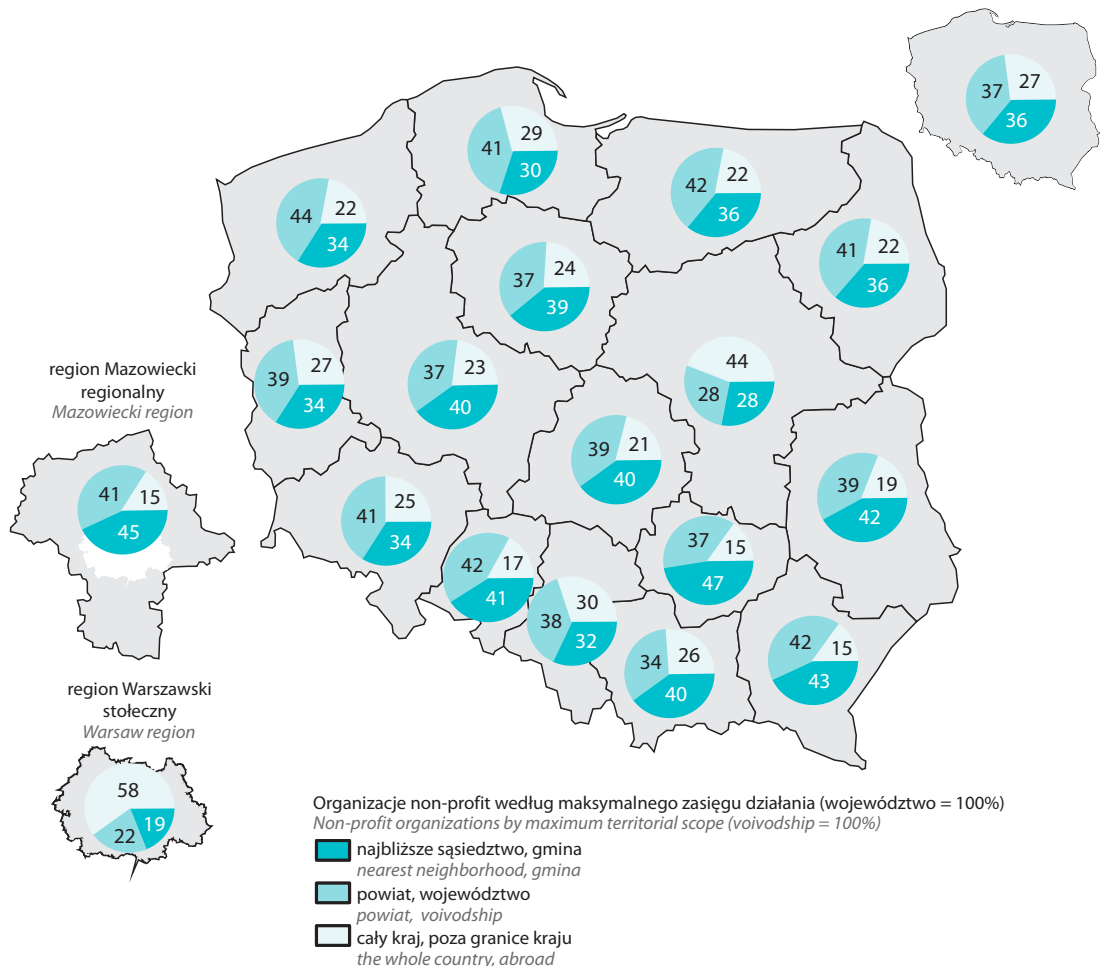 37 27
36
29
41
30
42 22
36
44 22
34
41 22
36
37 24
39
44
28 28
39 27
34
37 23
40
39 21
40
39 19
42
41 25
34
37 15
47
42 17
41
30
38
32
34 26
40
42 15
43
region Mazowiecki
regionalny
Mazowiecki region
41 15
45
region Warszawski
stołeczny
Warsaw region
58
22 19
Organizacje non-profit według maksymalnego zasięgu działania (województwo = 100%)
Non-profit organizations by maximum territorial scope (voivodship = 100%)
najbliższe sąsiedztwo, gmina
nearest neighborhood, gmina
powiat, województwo
powiat, voivodship
cały kraj, poza granice kraju
the whole country, abroad